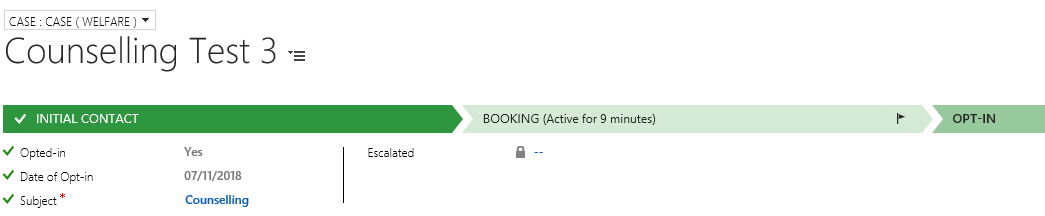 CASE : CASE ( WELFARE )
Counselling Test 3
INITIAL CONTACT BOOKING (Active for 9 minutes) OPT-IN
Opted-in Yes Escalated --
Date of Opt-in 07/11/2018
Subject * Counselling